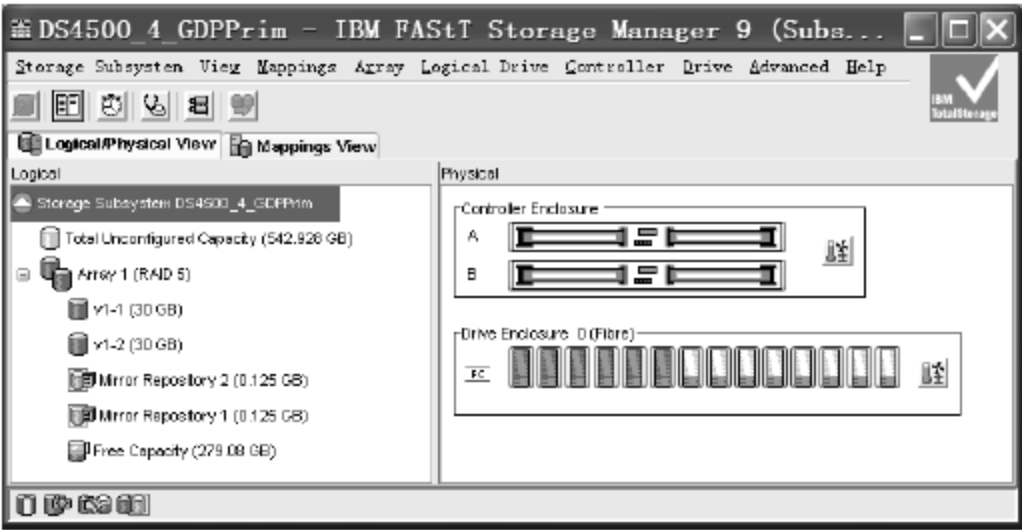 DS4500_4_GDPPrim - IBM FAStT Storage Manager 9 (Subs...
Storage Subsystem View Mappings Array Logical Drive Controller Drive Advanced Help
IBM
TotalStorage
Logical/Physical View Mappings View
Logical
Physical
Storage Subsystem DS4500_4_GDPPrim
Total Unconfigured Capacity (542.928 GB)
Array 1 (RAID 5)
v1-1 (30 GB)
v1-2 (30 GB)
Mirror Repository 2 (0.125 GB)
Mirror Repository 1 (0.125 GB)
Free Capacity (279.08 GB)
Controller Enclosure
A
B
Drive Enclosure 0 (Fibre)
FC